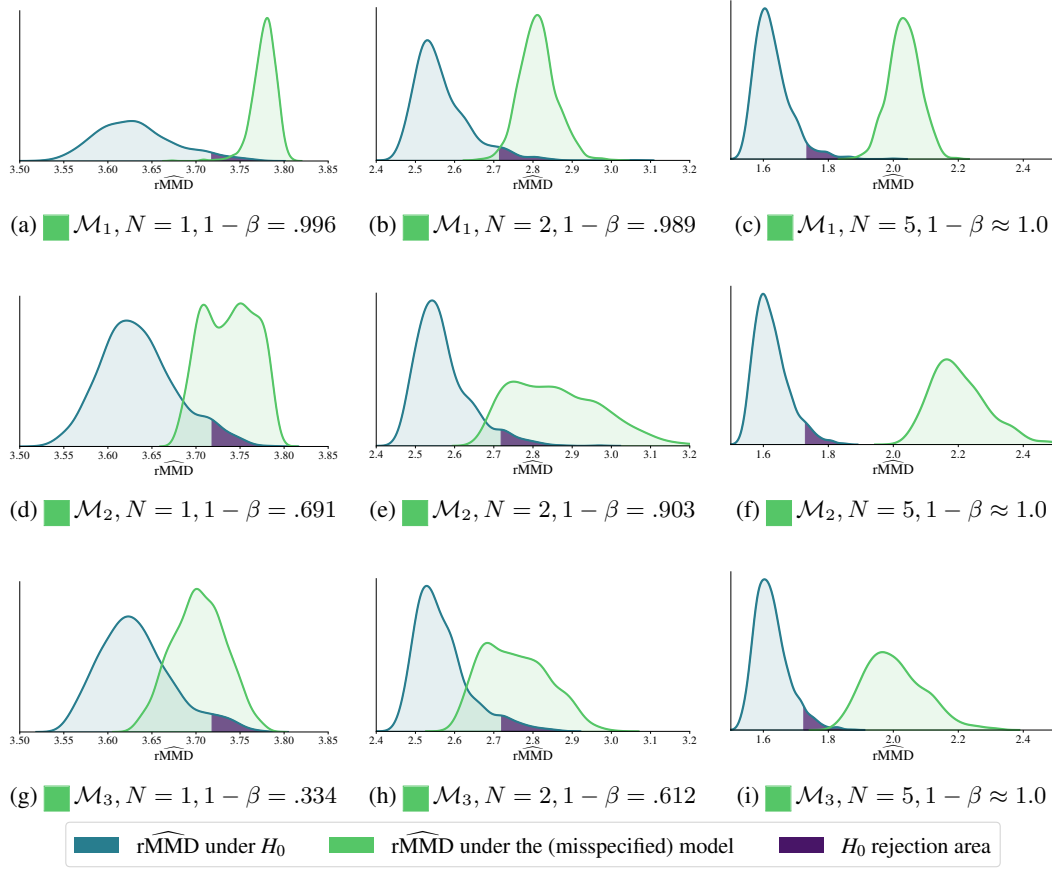 3.50 3.55 3.60 3.65 3.70 3.75 3.80 3.85
rMMD
2.4 2.5 2.6 2.7 2.8 2.9 3.0 3.1 3.2
rMMD
1.6 1.8 2.0 2.2 2.4
rMMD
(a) M₁, N = 1, 1 − β = .996
(b) M₁, N = 2, 1 − β = .989
(c) M₁, N = 5, 1 − β ≈ 1.0
3.50 3.55 3.60 3.65 3.70 3.75 3.80 3.85
rMMD
2.4 2.5 2.6 2.7 2.8 2.9 3.0 3.1 3.2
rMMD
1.6 1.8 2.0 2.2 2.4
rMMD
(d) M₂, N = 1, 1 − β = .691
(e) M₂, N = 2, 1 − β = .903
(f) M₂, N = 5, 1 − β ≈ 1.0
3.50 3.55 3.60 3.65 3.70 3.75 3.80 3.85
rMMD
2.4 2.5 2.6 2.7 2.8 2.9 3.0 3.1 3.2
rMMD
1.6 1.8 2.0 2.2 2.4
rMMD
(g) M₃, N = 1, 1 − β = .334
(h) M₃, N = 2, 1 − β = .612
(i) M₃, N = 5, 1 − β ≈ 1.0
rMMD under H₀
rMMD under the (misspecified) model
H₀ rejection area